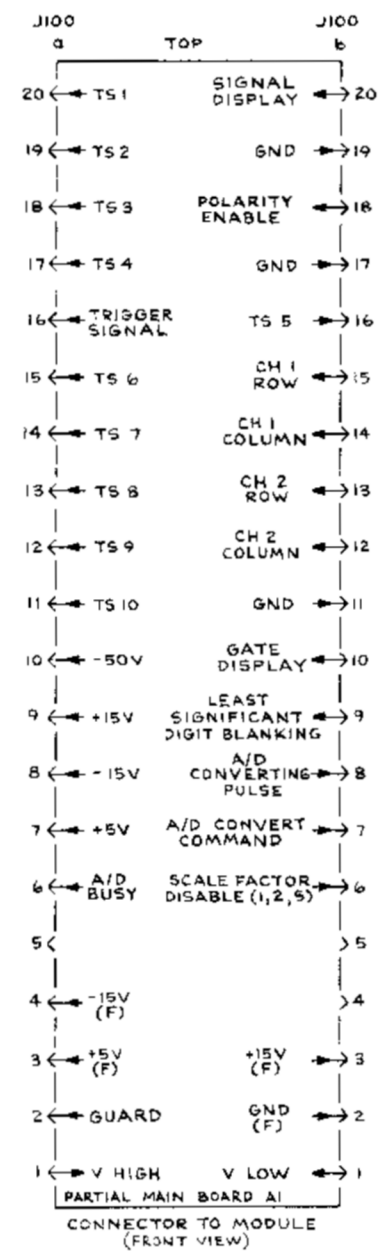 J100 J100
a TOP b
20 TS 1 SIGNAL DISPLAY 20
19 TS 2 GND 19
18 TS 3 POLARITY ENABLE 18
17 TS 4 GND 17
16 TRIGGER SIGNAL TS 5 16
15 TS 6 CH 1 ROW 15
14 TS 7 CH 1 COLUMN 14
13 TS 8 CH 2 ROW 13
12 TS 9 CH 2 COLUMN 12
11 TS 10 GND 11
10 -50V GATE DISPLAY 10
9 +15V LEAST SIGNIFICANT DIGIT BLANKING 9
8 -15V A/D CONVERTING PULSE 8
7 +5V A/D CONVERT COMMAND 7
6 A/D BUSY SCALE FACTOR DISABLE (1,2,5) 6
5 5
4 -15V (F) 4
3 +5V (F) +15V (F) 3
2 GUARD GND (F) 2
1 V HIGH V LOW 1
PARTIAL MAIN BOARD A1
CONNECTOR TO MODULE
(FRONT VIEW)